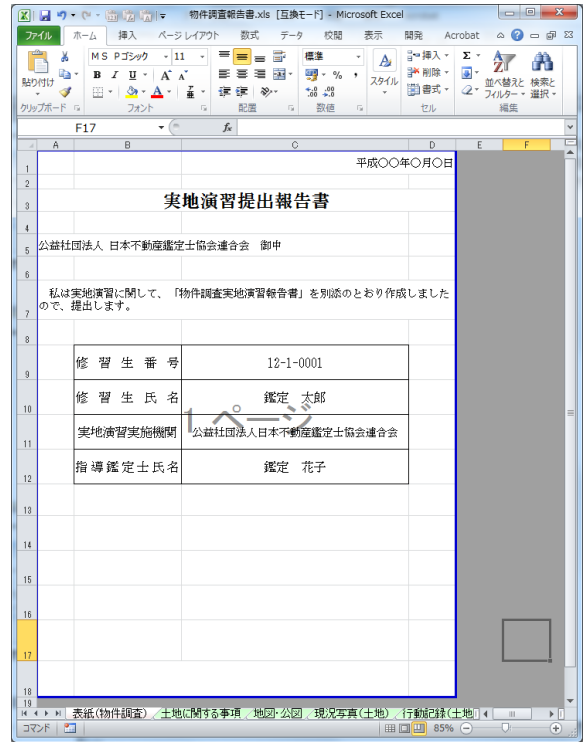 物件調査報告書.xls [互換モード] - Microsoft Excel
ファイル ホーム 挿入 ページ レイアウト 数式 データ 校閲 表示 開発 Acrobat
貼り付け
MS Pゴシック 11
B I U A A
標準
% ,
スタイル
挿入
削除
書式
Σ
並べ替えと フィルター
検索と 選択
クリップボード フォント 配置 数値 セル 編集
F17 fx
A B C D E F
1 平成〇〇年〇月〇日
2
3 実地演習提出報告書
4
5 公益社団法人 日本不動産鑑定士協会連合会 御中
6
私は実地演習に関して、「物件調査実地演習報告書」を別添のとおり作成しました
7 ので、提出します。
8
9 修習生番号 12-1-0001
10 修習生氏名 鑑定 太郎
1 ページ
11 実地演習実施機関 公益社団法人日本不動産鑑定士協会連合会
12 指導鑑定士氏名 鑑定 花子
13
14
15
16
17
18
19
表紙(物件調査) 土地に関する事項 地図・公図 現況写真(土地) 行動記録(土地
コマンド 85%